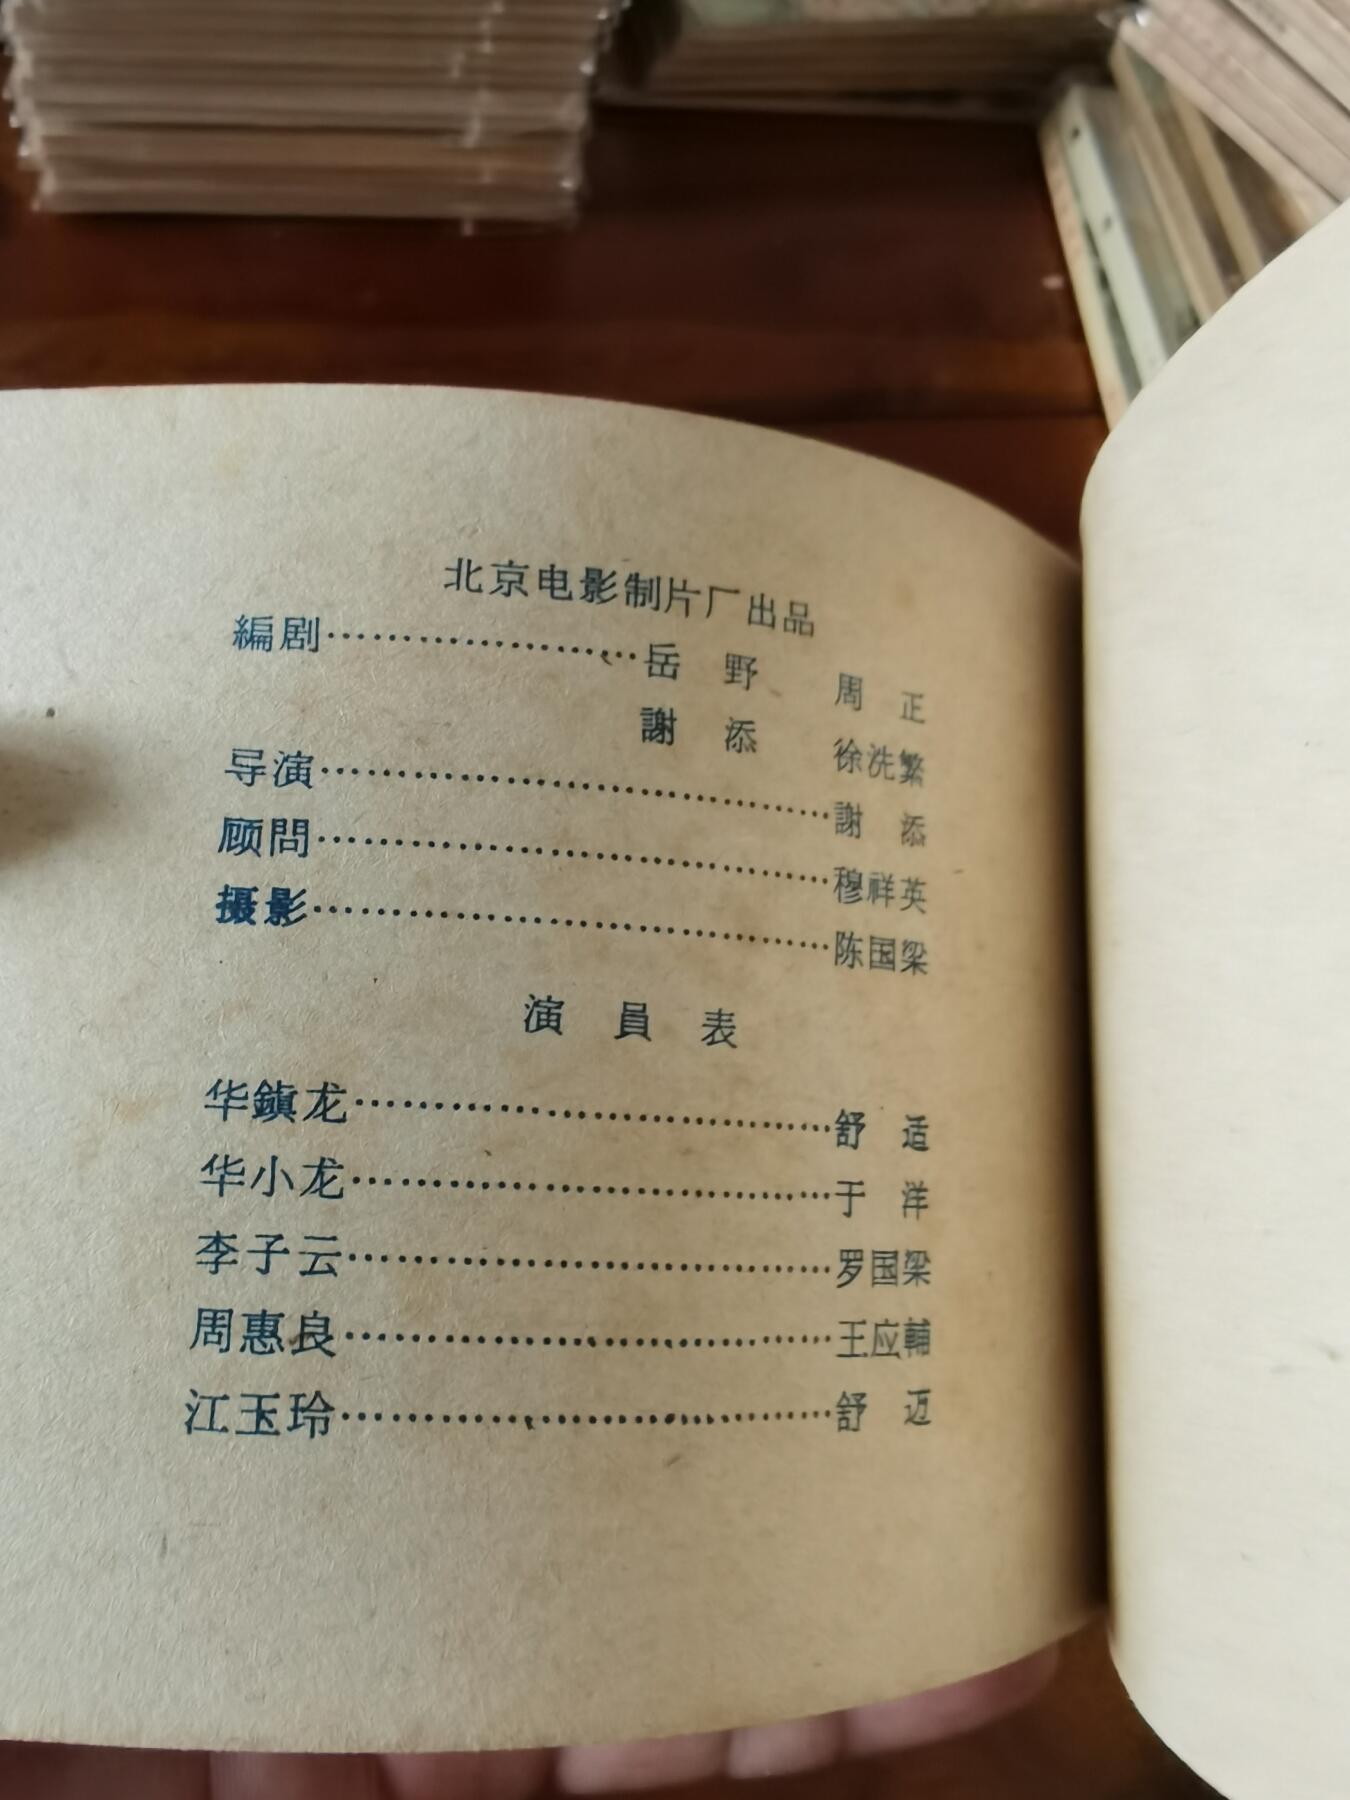 北京电影制片厂出品
編剧…………………岳野 周正
謝添 徐洗繁
导演…………………謝添
顾問…………………穆祥英
摄影…………………陈国梁
演員表
华鎮龙…………………舒适
华小龙…………………于洋
李子云…………………罗国梁
周惠良…………………王应輔
江玉玲…………………舒迈